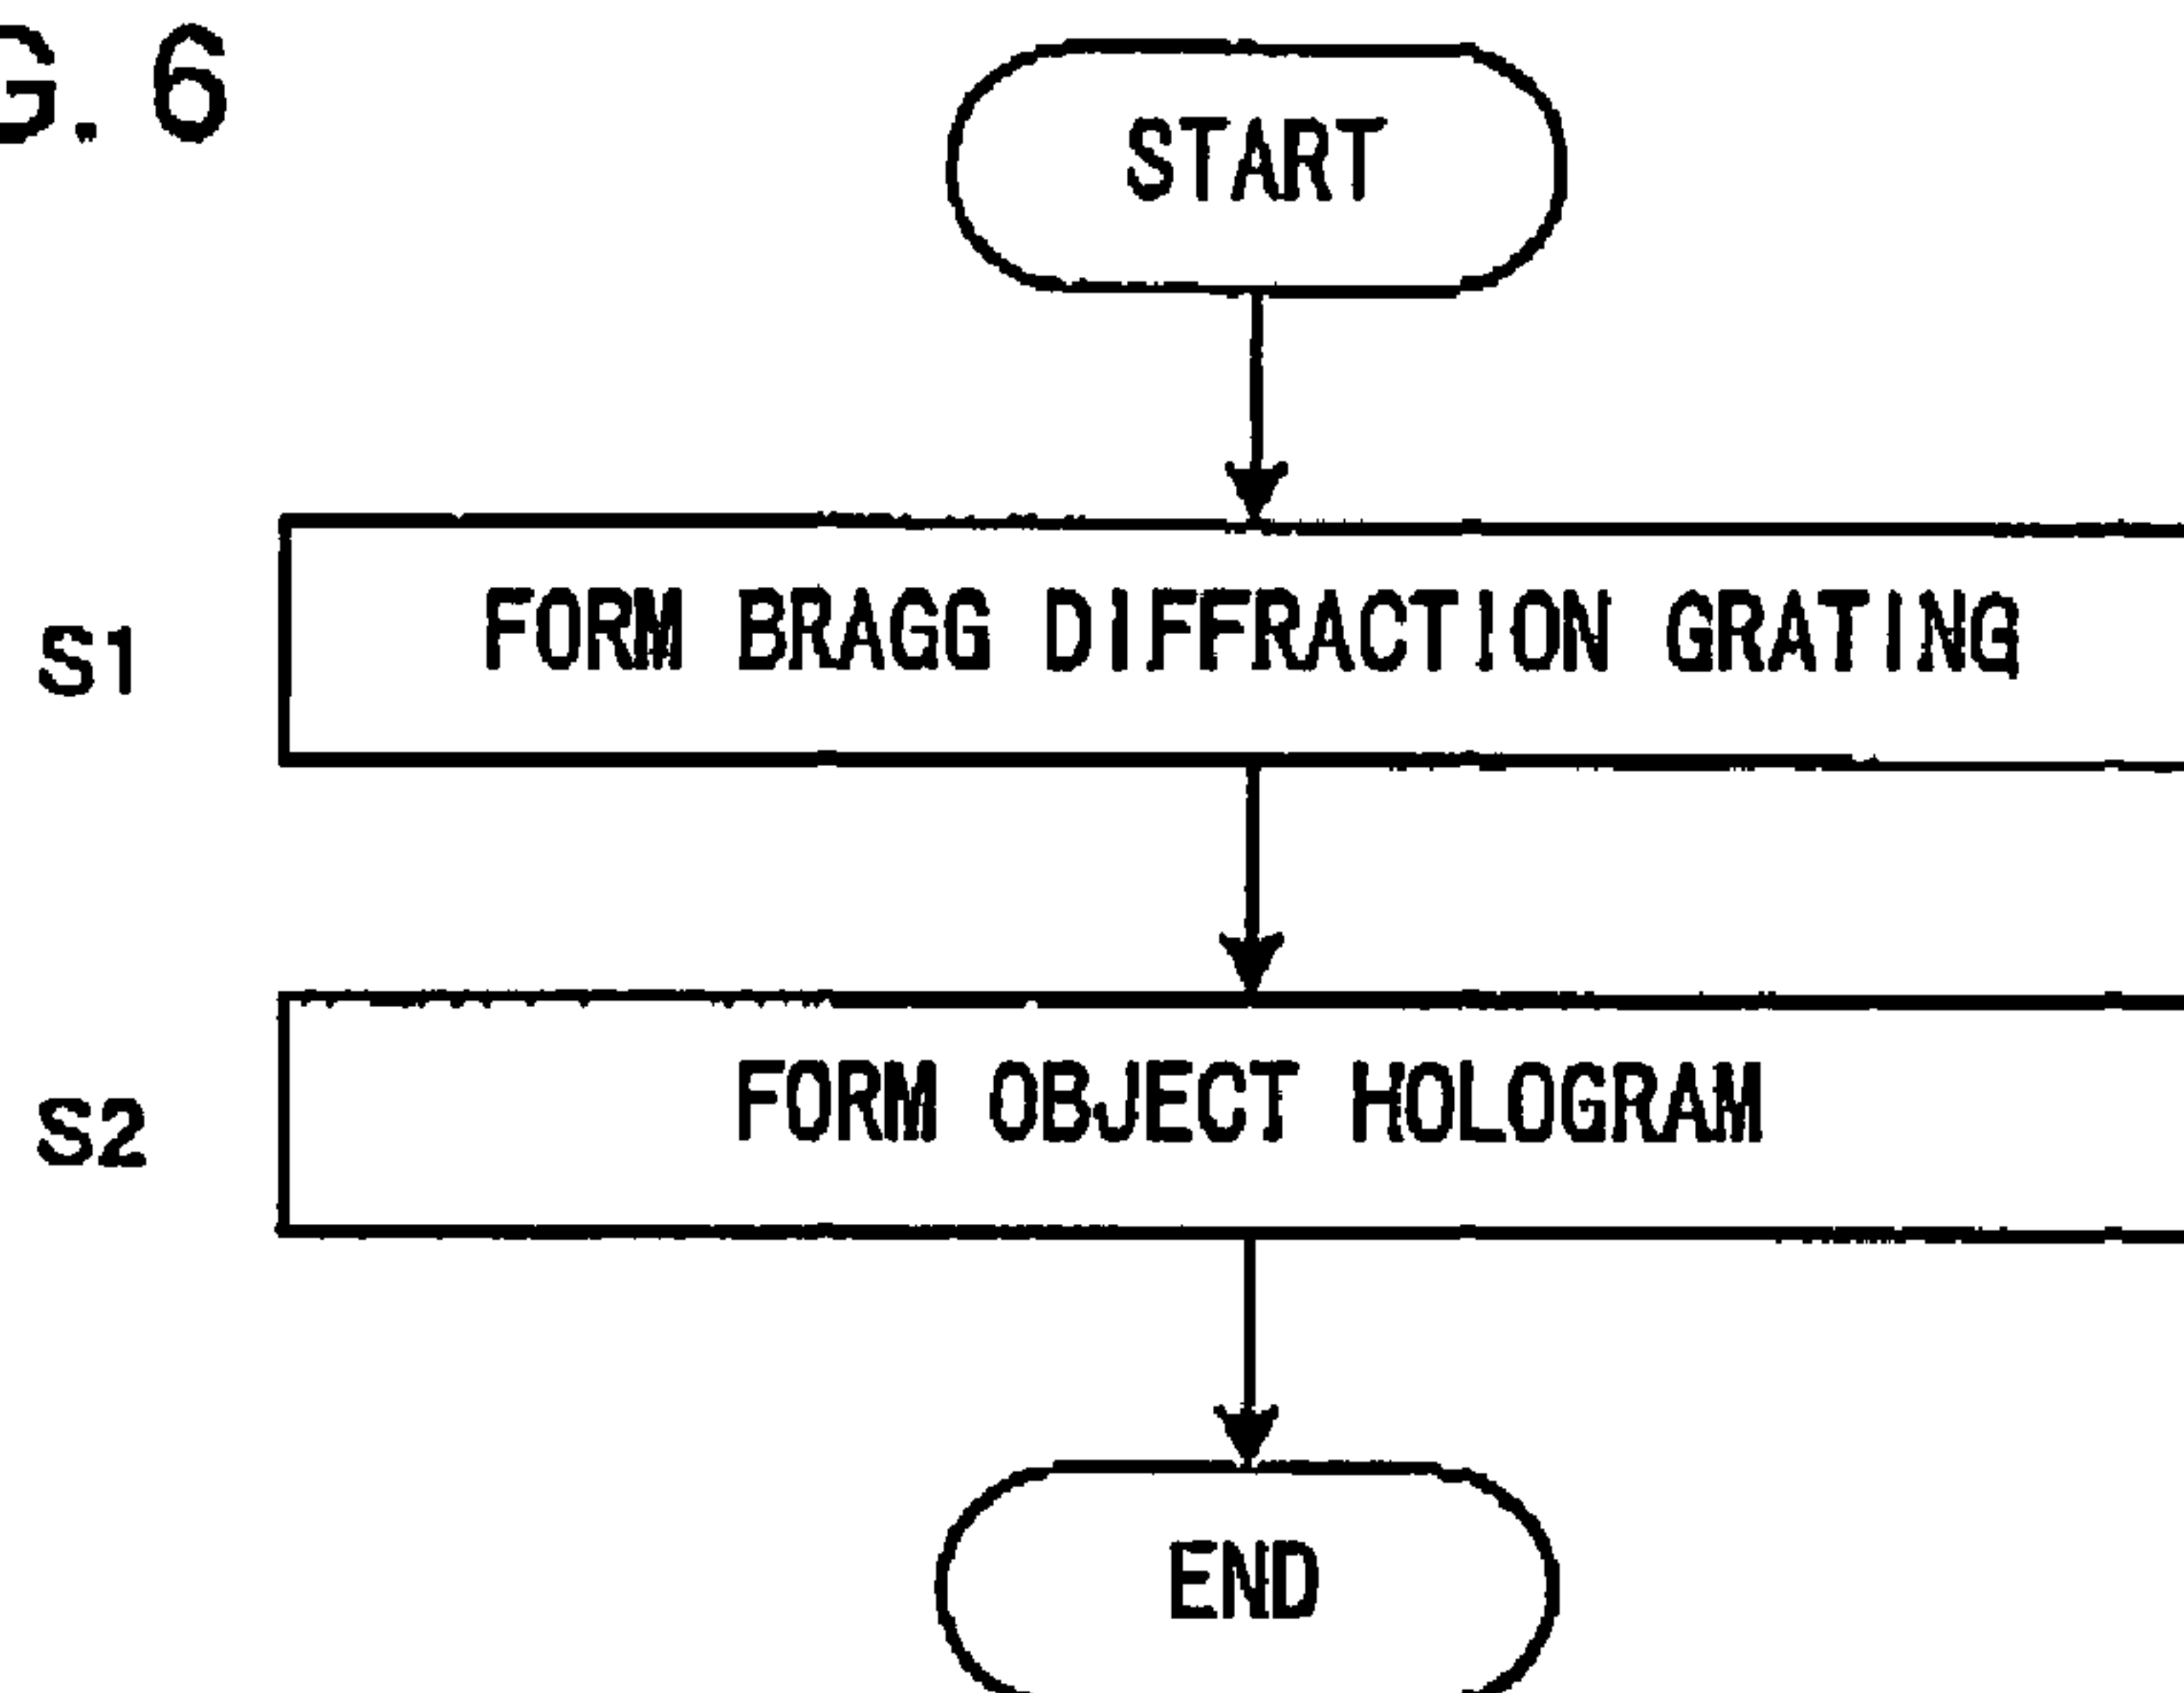 G. 6
START
S1 FORM BRAGG DIFFRACTION GRATING
S2 FORM OBJECT HOLOGRAM
END